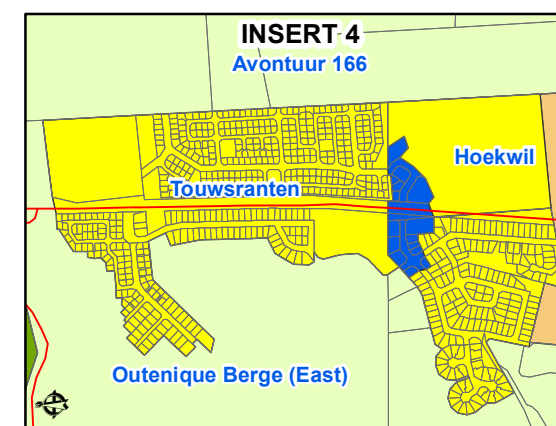 INSERT 4
Avontuur 166
Hoekwil
Touwsranten
Outenique Berge (East)